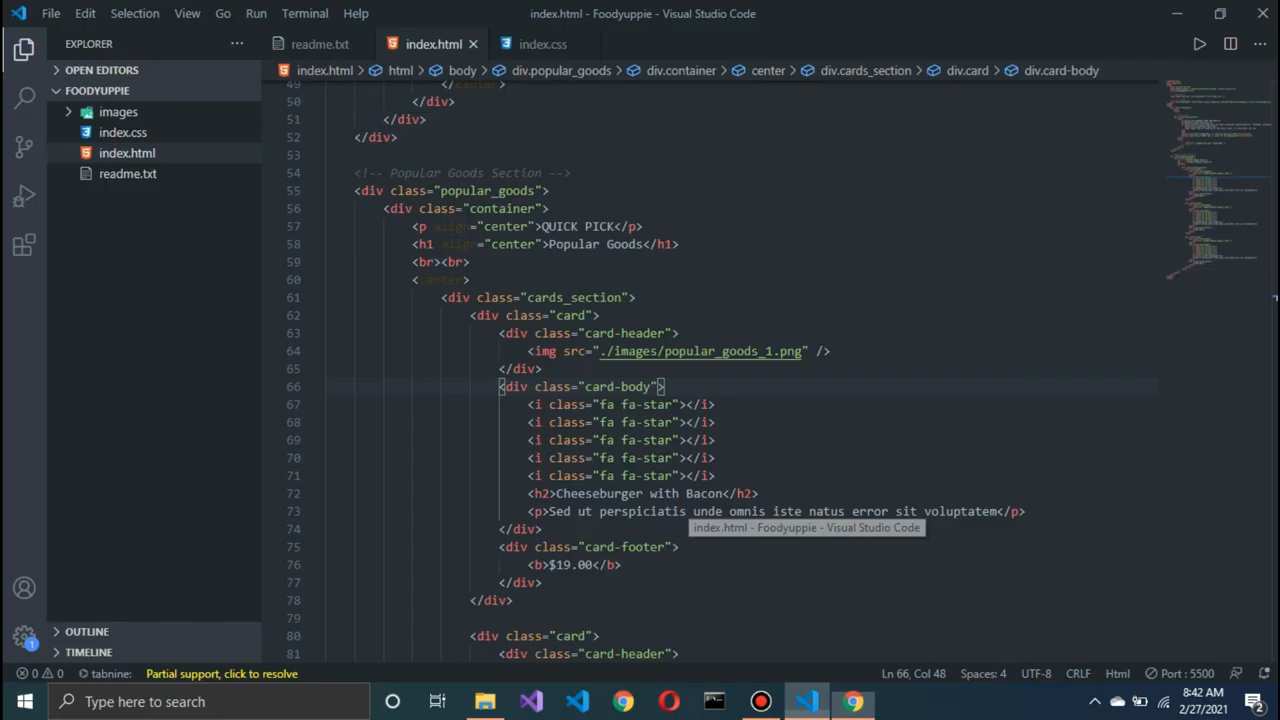 File Edit Selection View Go Run Terminal Help
index.html - Foodyuppie - Visual Studio Code
EXPLORER
readme.txt
index.html
index.css
OPEN EDITORS
index.html > html > body > div.popular_goods > div.container > center > div.cards_section > div.card > div.card-body
FOODYUPPIE
images
index.css
index.html
readme.txt
49 </center>
50 </div>
51 </div>
52 </div>
53
54 <!-- Popular Goods Section -->
55 <div class="popular_goods">
56 <div class="container">
57 <p align="center">QUICK PICK</p>
58 <h1 align="center">Popular Goods</h1>
59 <br><br>
60 <center>
61 <div class="cards_section">
62 <div class="card">
63 <div class="card-header">
64 <img src="./images/popular_goods_1.png" />
65 </div>
66 <div class="card-body">
67 <i class="fa fa-star"></i>
68 <i class="fa fa-star"></i>
69 <i class="fa fa-star"></i>
70 <i class="fa fa-star"></i>
71 <i class="fa fa-star"></i>
72 <h2>Cheeseburger with Bacon</h2>
73 <p>Sed ut perspiciatis unde omnis iste natus error sit voluptatem</p>
index.html - Foodyuppie - Visual Studio Code
74 </div>
75 <div class="card-footer">
76 <b>$19.00</b>
77 </div>
78 </div>
79
80 <div class="card">
81 <div class="card-header">
OUTLINE
TIMELINE
1
0 0 tabnine: Partial support, click to resolve
Ln 66, Col 48 Spaces: 4 UTF-8 CRLF Html Port : 5500
Type here to search
8:42 AM
2/27/2021
2